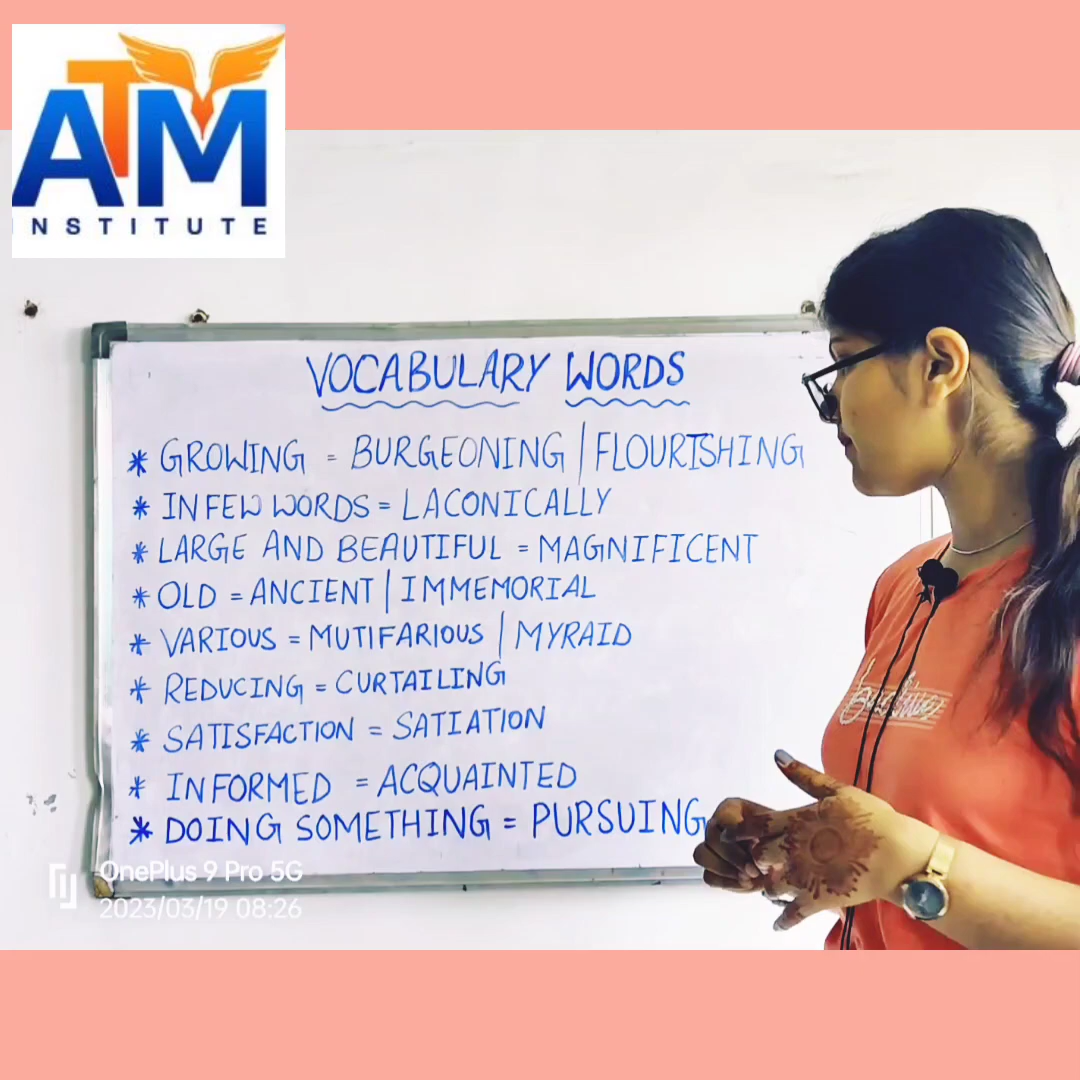 ATM
INSTITUTE
VOCABULARY WORDS
* GROWING = BURGEONING | FLOURISHING
* IN FEW WORDS = LACONICALLY
* LARGE AND BEAUTIFUL = MAGNIFICENT
* OLD = ANCIENT | IMMEMORIAL
* VARIOUS = MUTIFARIOUS | MYRAID
* REDUCING = CURTAILING
* SATISFACTION = SATIATION
* INFORMED = ACQUAINTED
* DOING SOMETHING = PURSUING
OnePlus 9 Pro 5G
2023/03/19 08:26